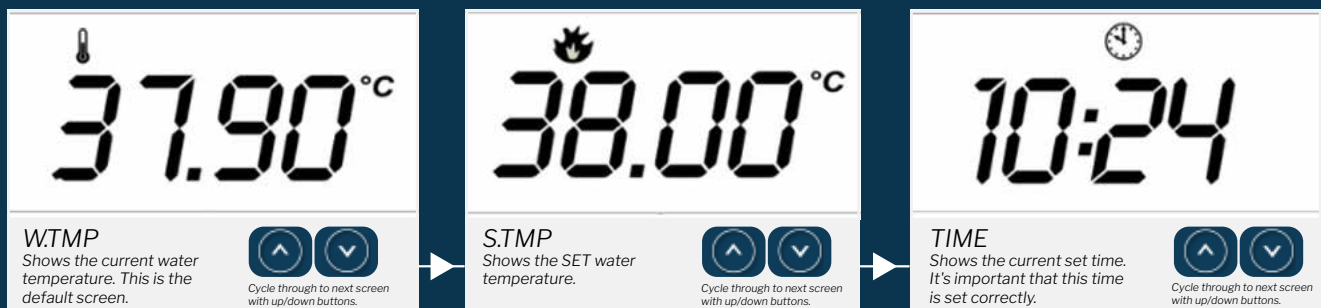 37.90 °C
W.TMP
Shows the current water
temperature. This is the
default screen.
Cycle through to next screen
with up/down buttons.
38.00 °C
S.TMP
Shows the SET water
temperature.
Cycle through to next screen
with up/down buttons.
10:24
TIME
Shows the current set time.
It's important that this time
is set correctly.
Cycle through to next screen
with up/down buttons.